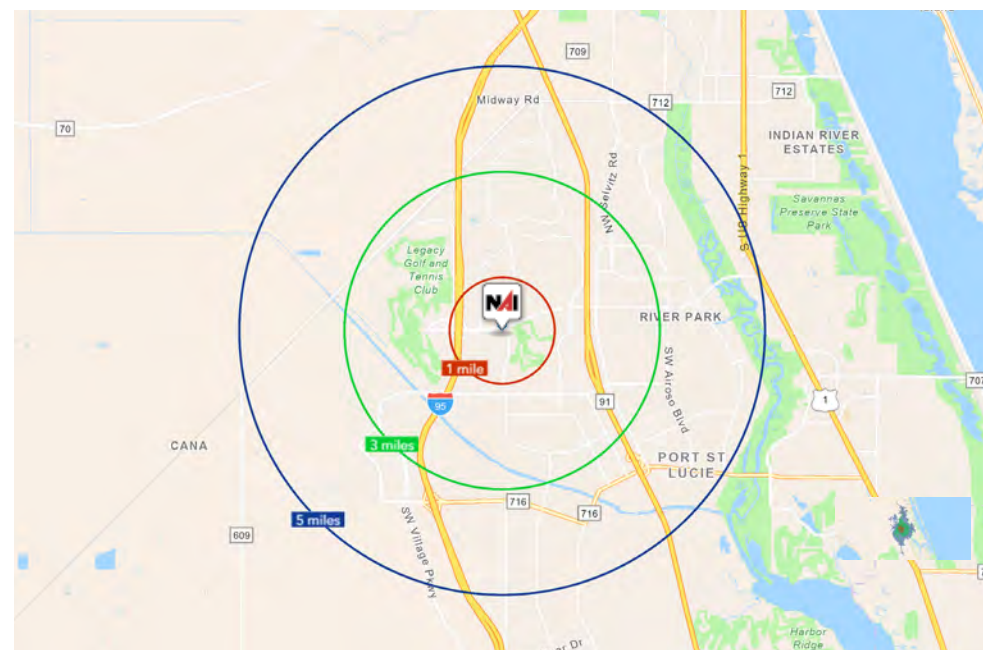 709
Midway Rd
712
712
70
INDIAN RIVER
ESTATES
NW Selvitz Rd
S US Highway 1
Savannas
Preserve State
Park
Legacy
Golf and
Tennis
Club
NAI
RIVER PARK
1 mile
SW Airoso Blvd
707
95
91
1
3 miles
CANA
PORT ST
LUCIE
716
716
5 miles
609
SW Village Pkwy
Harbor
Ridge
Dr